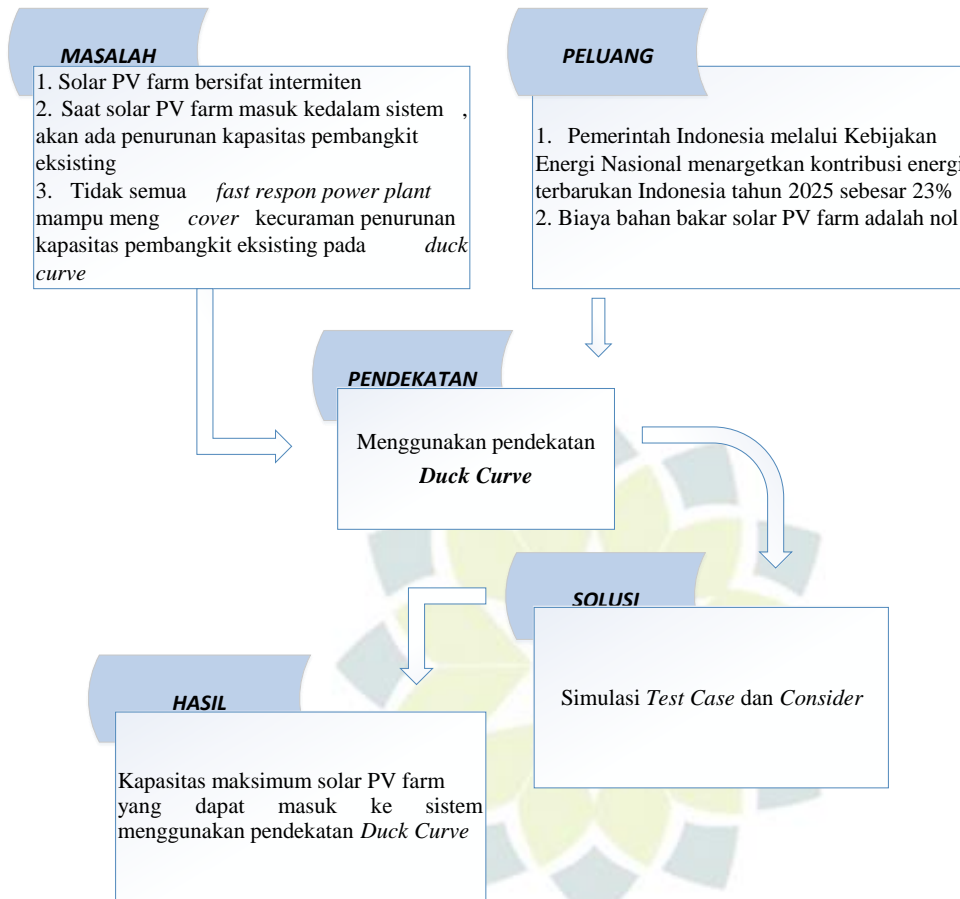 MASALAH
1. Solar PV farm bersifat intermiten
2. Saat solar PV farm masuk kedalam sistem ,
akan ada penurunan kapasitas pembangkit
eksisting
3. Tidak semua fast respon power plant
mampu meng cover kecuraman penurunan
kapasitas pembangkit eksisting pada duck
curve
PELUANG
1. Pemerintah Indonesia melalui Kebijakan
Energi Nasional menargetkan kontribusi energi
terbarukan Indonesia tahun 2025 sebesar 23%
2. Biaya bahan bakar solar PV farm adalah nol
PENDEKATAN
Menggunakan pendekatan
Duck Curve
SOLUSI
Simulasi Test Case dan Consider
HASIL
Kapasitas maksimum solar PV farm
yang dapat masuk ke sistem
menggunakan pendekatan Duck Curve